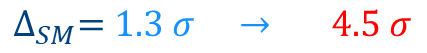 Δ_SM = 1.3 σ → 4.5 σ